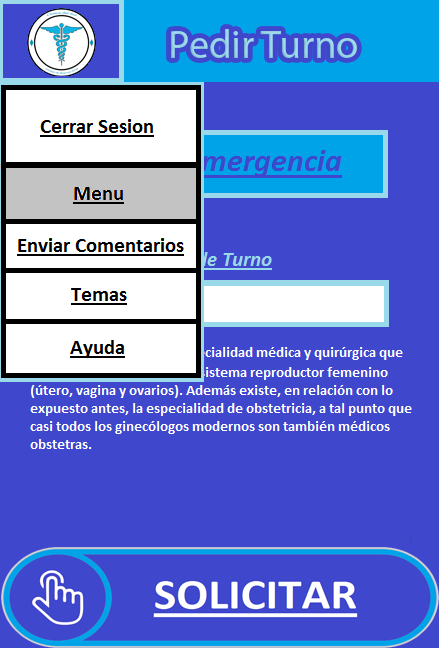 Pedir Turno
Cerrar Sesion
mergencia
Menu
Enviar Comentarios
de Turno
Temas
Ayuda
cialidad médica y quirúrgica que
sistema reproductor femenino
(útero, vagina y ovarios). Además existe, en relación con lo
expuesto antes, la especialidad de obstetricia, a tal punto que
casi todos los ginecólogos modernos son también médicos
obstetras.
SOLICITAR